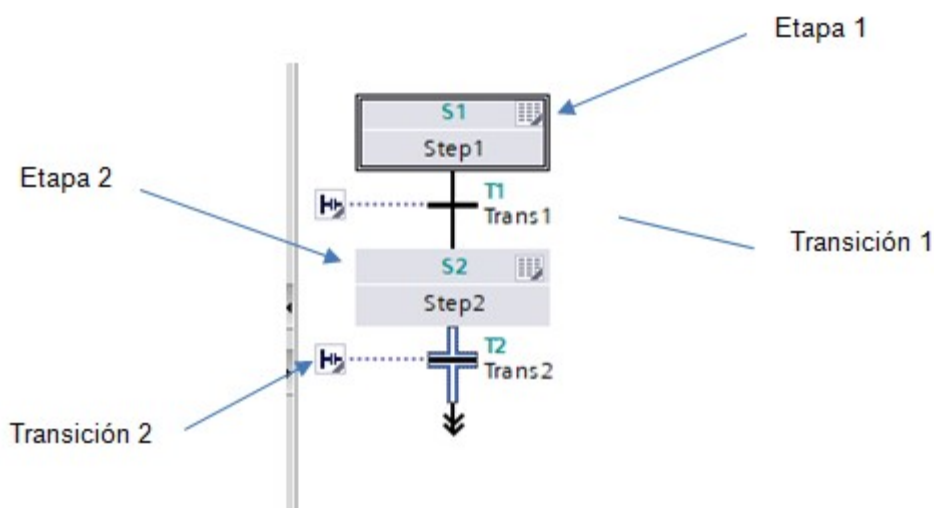 Etapa 1
S1
Step1
Etapa 2
T1
Trans1
Transición 1
S2
Step2
T2
Trans2
Transición 2